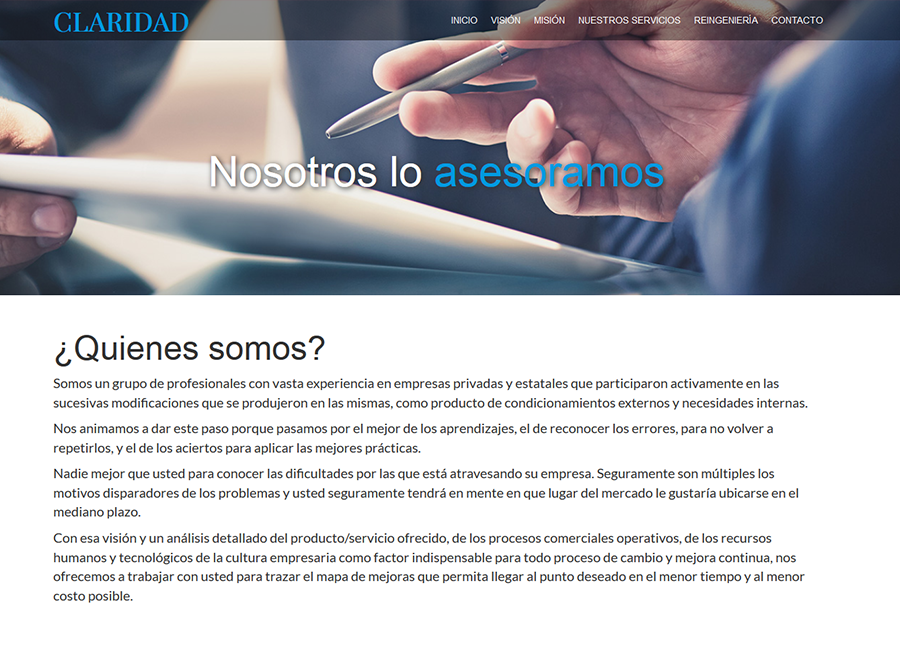 CLARIDAD
INICIO VISIÓN MISIÓN NUESTROS SERVICIOS REINGENIERÍA CONTACTO
Nosotros lo asesoramos
¿Quienes somos?
Somos un grupo de profesionales con vasta experiencia en empresas privadas y estatales que participaron activamente en las
sucesivas modificaciones que se produjeron en las mismas, como producto de condicionamientos externos y necesidades internas.
Nos animamos a dar este paso porque pasamos por el mejor de los aprendizajes, el de reconocer los errores, para no volver a
repetirlos, y el de los aciertos para aplicar las mejores prácticas.
Nadie mejor que usted para conocer las dificultades por las que está atravesando su empresa. Seguramente son múltiples los
motivos disparadores de los problemas y usted seguramente tendrá en mente en que lugar del mercado le gustaría ubicarse en el
mediano plazo.
Con esa visión y un análisis detallado del producto/servicio ofrecido, de los procesos comerciales operativos, de los recursos
humanos y tecnológicos de la cultura empresaria como factor indispensable para todo proceso de cambio y mejora continua, nos
ofrecemos a trabajar con usted para trazar el mapa de mejoras que permita llegar al punto deseado en el menor tiempo y al menor
costo posible.